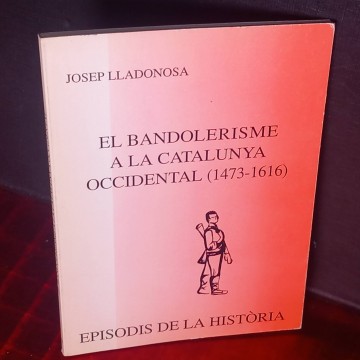 JOSEP LLADONOSA
EL BANDOLERISME
A LA CATALUNYA
OCCIDENTAL (1473-1616)
EPISODIS DE LA HISTÒRIA